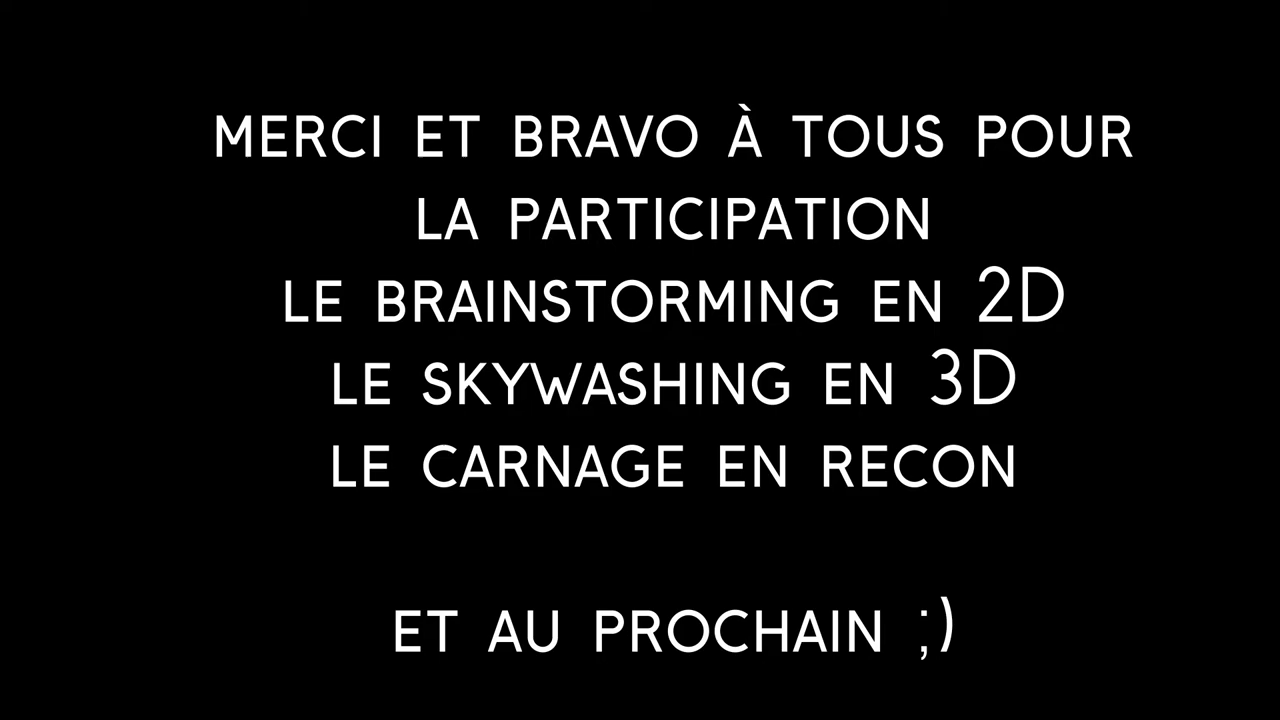 MERCI ET BRAVO À TOUS POUR
LA PARTICIPATION
LE BRAINSTORMING EN 2D
LE SKYWASHING EN 3D
LE CARNAGE EN RECON
ET AU PROCHAIN ;)